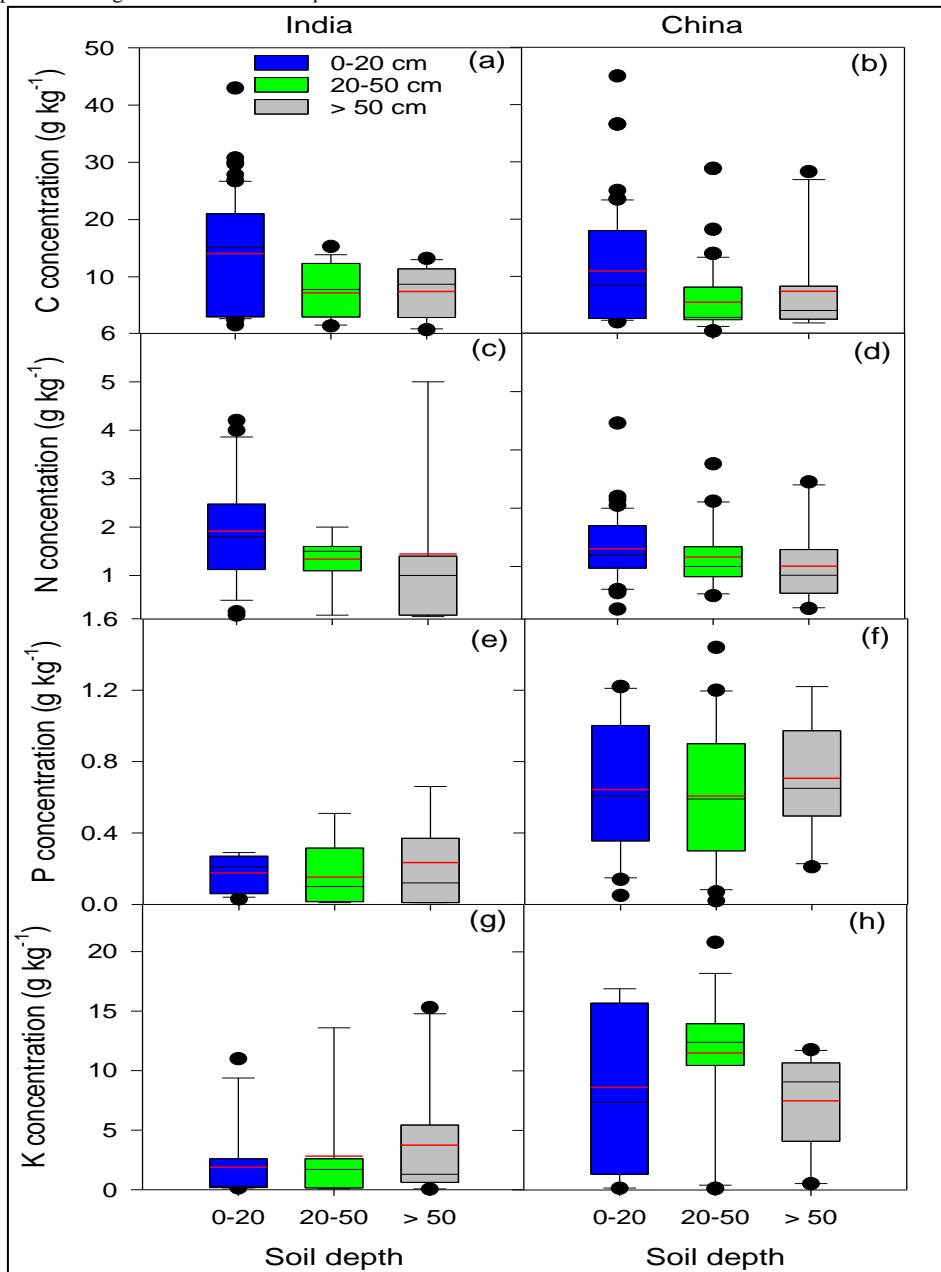 India
China
0-20 cm
20-50 cm
> 50 cm
(a)
(b)
C concentration (g kg-1)
50
40
30
20
10
6
(c)
(d)
N concentation (g kg-1)
5
4
3
2
1
1.6
(e)
(f)
P concentration (g kg-1)
1.2
0.8
0.4
0.0
(g)
(h)
K concentration (g kg-1)
20
15
10
5
0
0-20
20-50
> 50
0-20
20-50
> 50
Soil depth
Soil depth